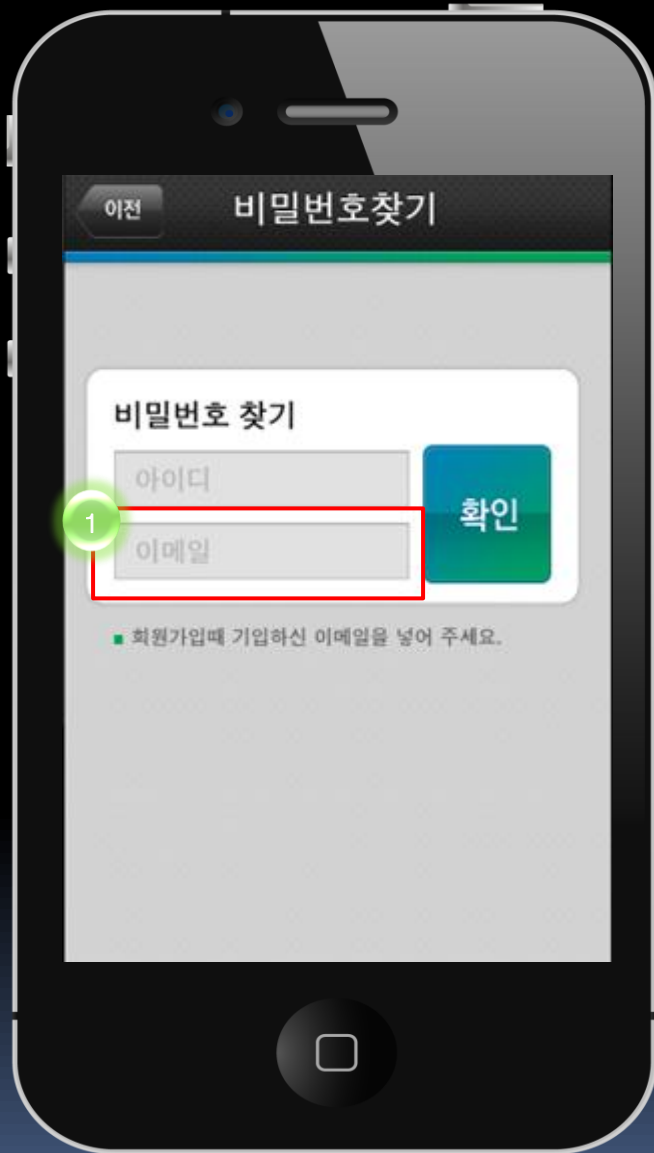 이전
비밀번호찾기
비밀번호 찾기
아이디
1
이메일
확인
회원가입때 기입하신 이메일을 넣어 주세요.